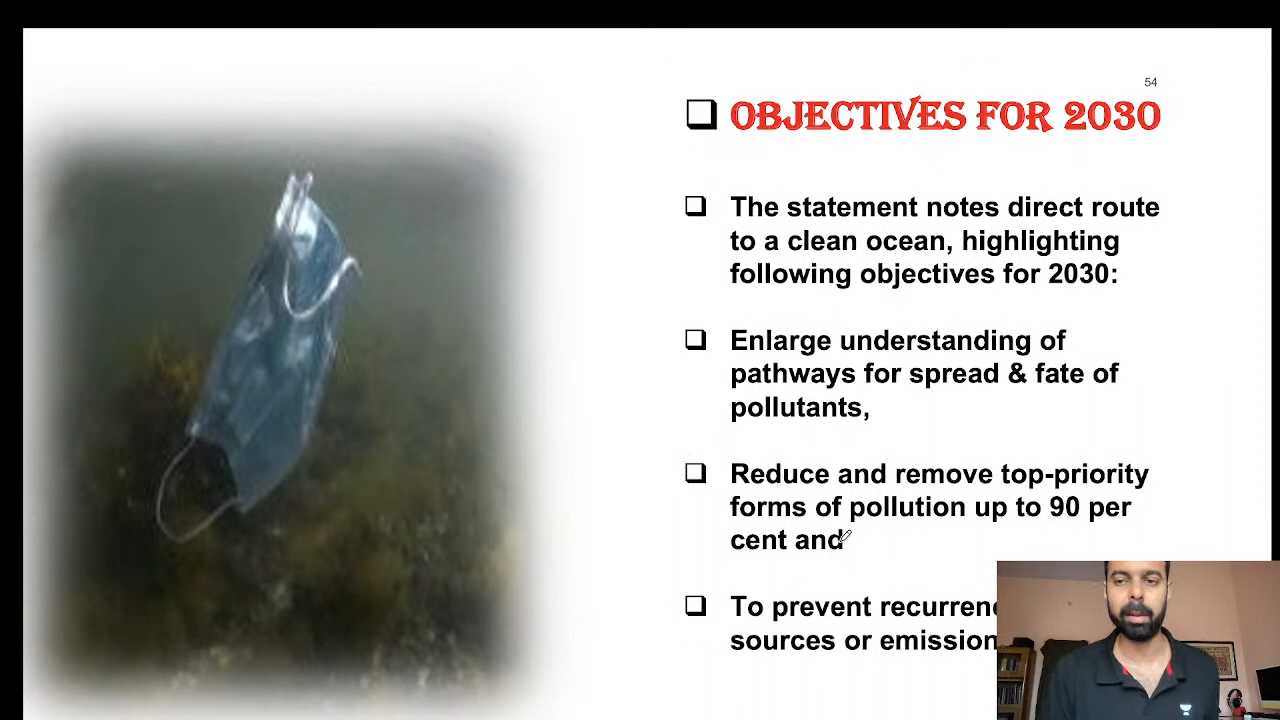 54
❑ OBJECTIVES FOR 2030
❑ The statement notes direct route
to a clean ocean, highlighting
following objectives for 2030:
❑ Enlarge understanding of
pathways for spread & fate of
pollutants,
❑ Reduce and remove top-priority
forms of pollution up to 90 per
cent and
❑ To prevent
sources or